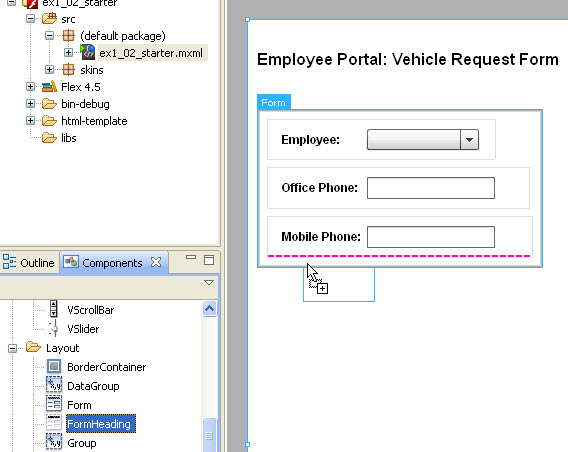 ex1_02_starter
src
(default package)
ex1_02_starter.mxml
skins
Flex 4.5
bin-debug
html-template
libs
Outline
Components
VScrollBar
VSlider
Layout
BorderContainer
DataGroup
Form
FormHeading
Group
Employee Portal: Vehicle Request Form
Form
Employee:
Office Phone:
Mobile Phone: